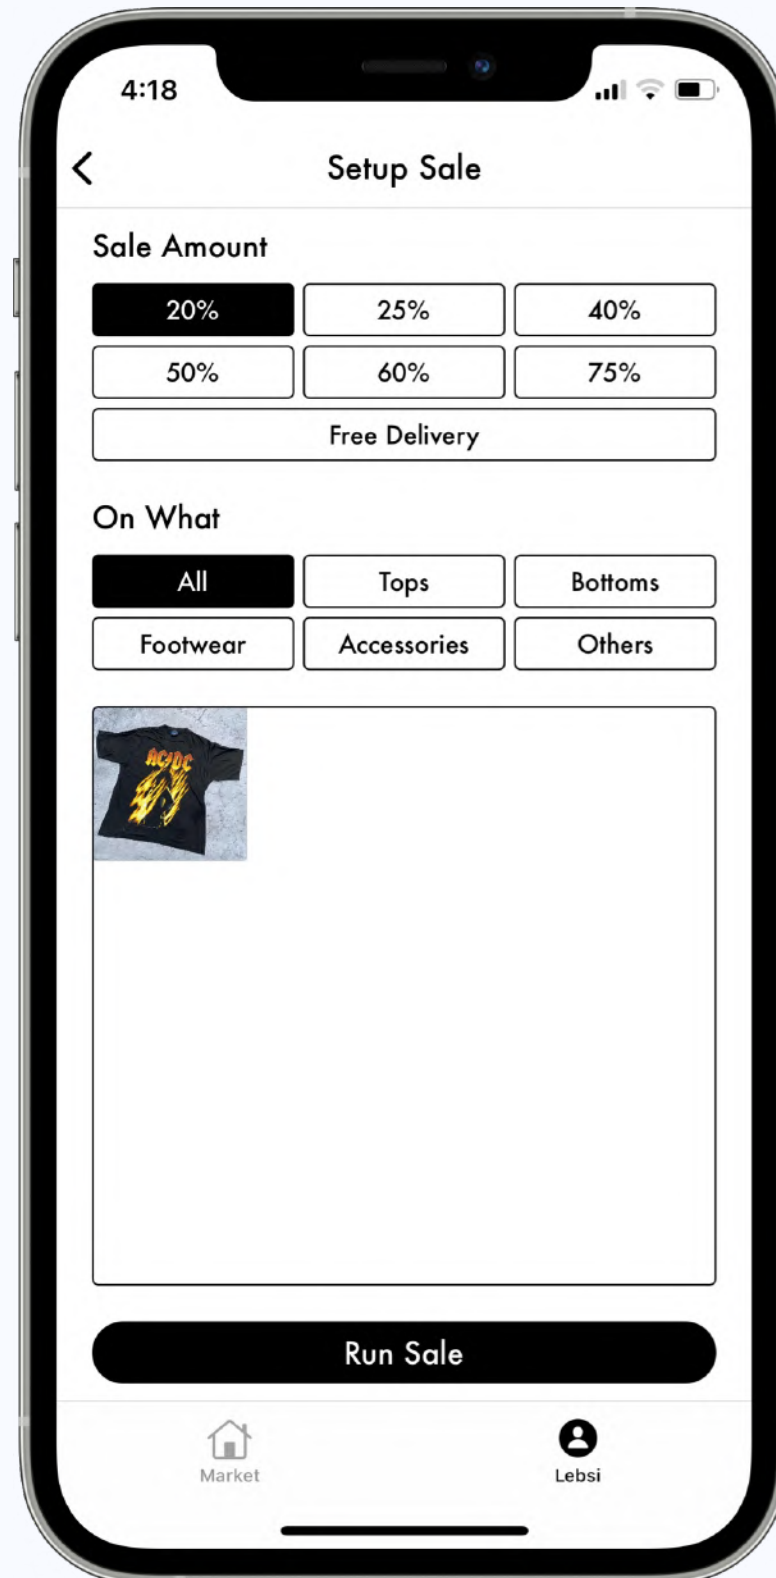 4:18
Setup Sale
Sale Amount
20% 25% 40%
50% 60% 75%
Free Delivery
On What
All Tops Bottoms
Footwear Accessories Others
AC/DC
Run Sale
Market Lebsi